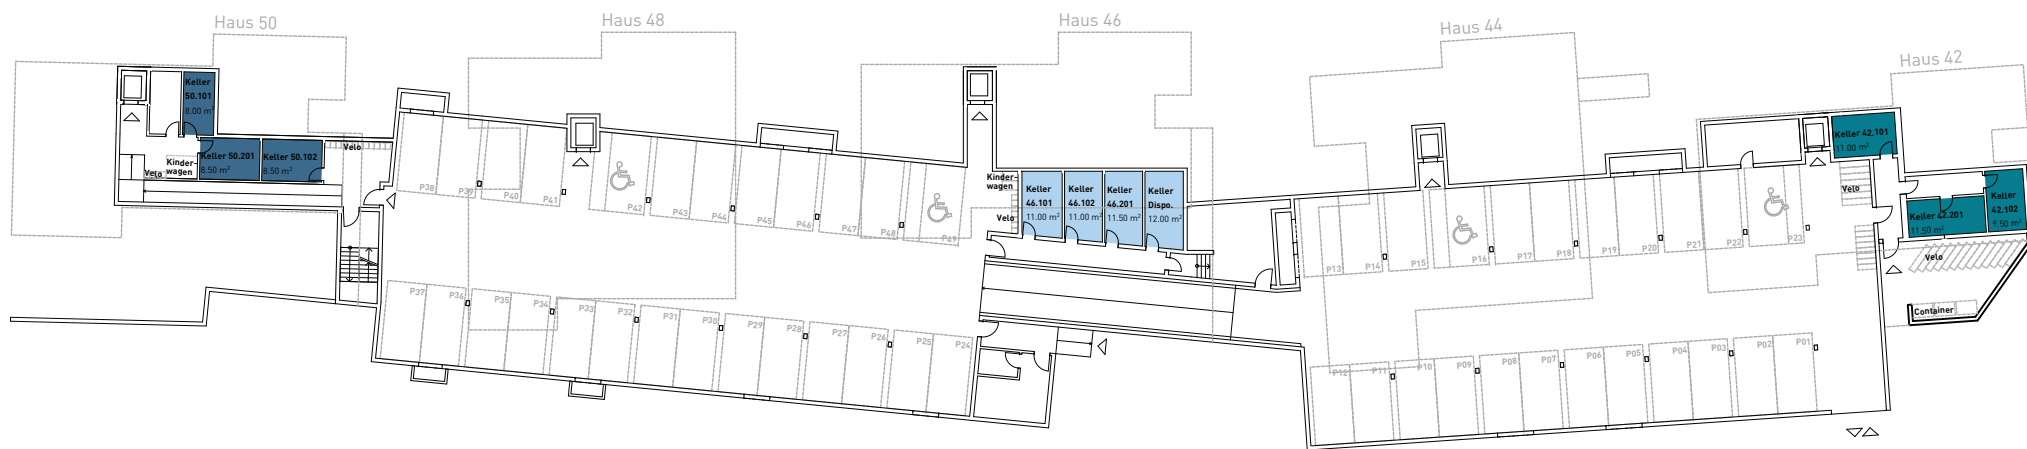 Haus 50
Haus 48
Haus 46
Haus 44
Haus 42
Keller
50.101
8.00 m²
Keller 50.201
8.50 m²
Keller 50.102
8.50 m²
Kinder-
wagen
Velo
Velo
P38
P39
P40
P41
P42
P43
P44
P45
P46
P47
P48
P49
Kinder-
wagen
Velo
Keller
46.101
11.00 m²
Keller
46.102
11.00 m²
Keller
46.201
11.50 m²
Keller
Dispo.
12.00 m²
P13
P14
P15
P16
P17
P18
P19
P20
P21
P22
P23
Keller 42.101
11.00 m²
Velo
Keller 42.201
11.50 m²
Keller
42.102
9.50 m²
Velo
Container
P37
P36
P35
P34
P33
P32
P31
P30
P29
P28
P27
P26
P25
P24
P12
P11
P10
P09
P08
P07
P06
P05
P04
P03
P02
P01